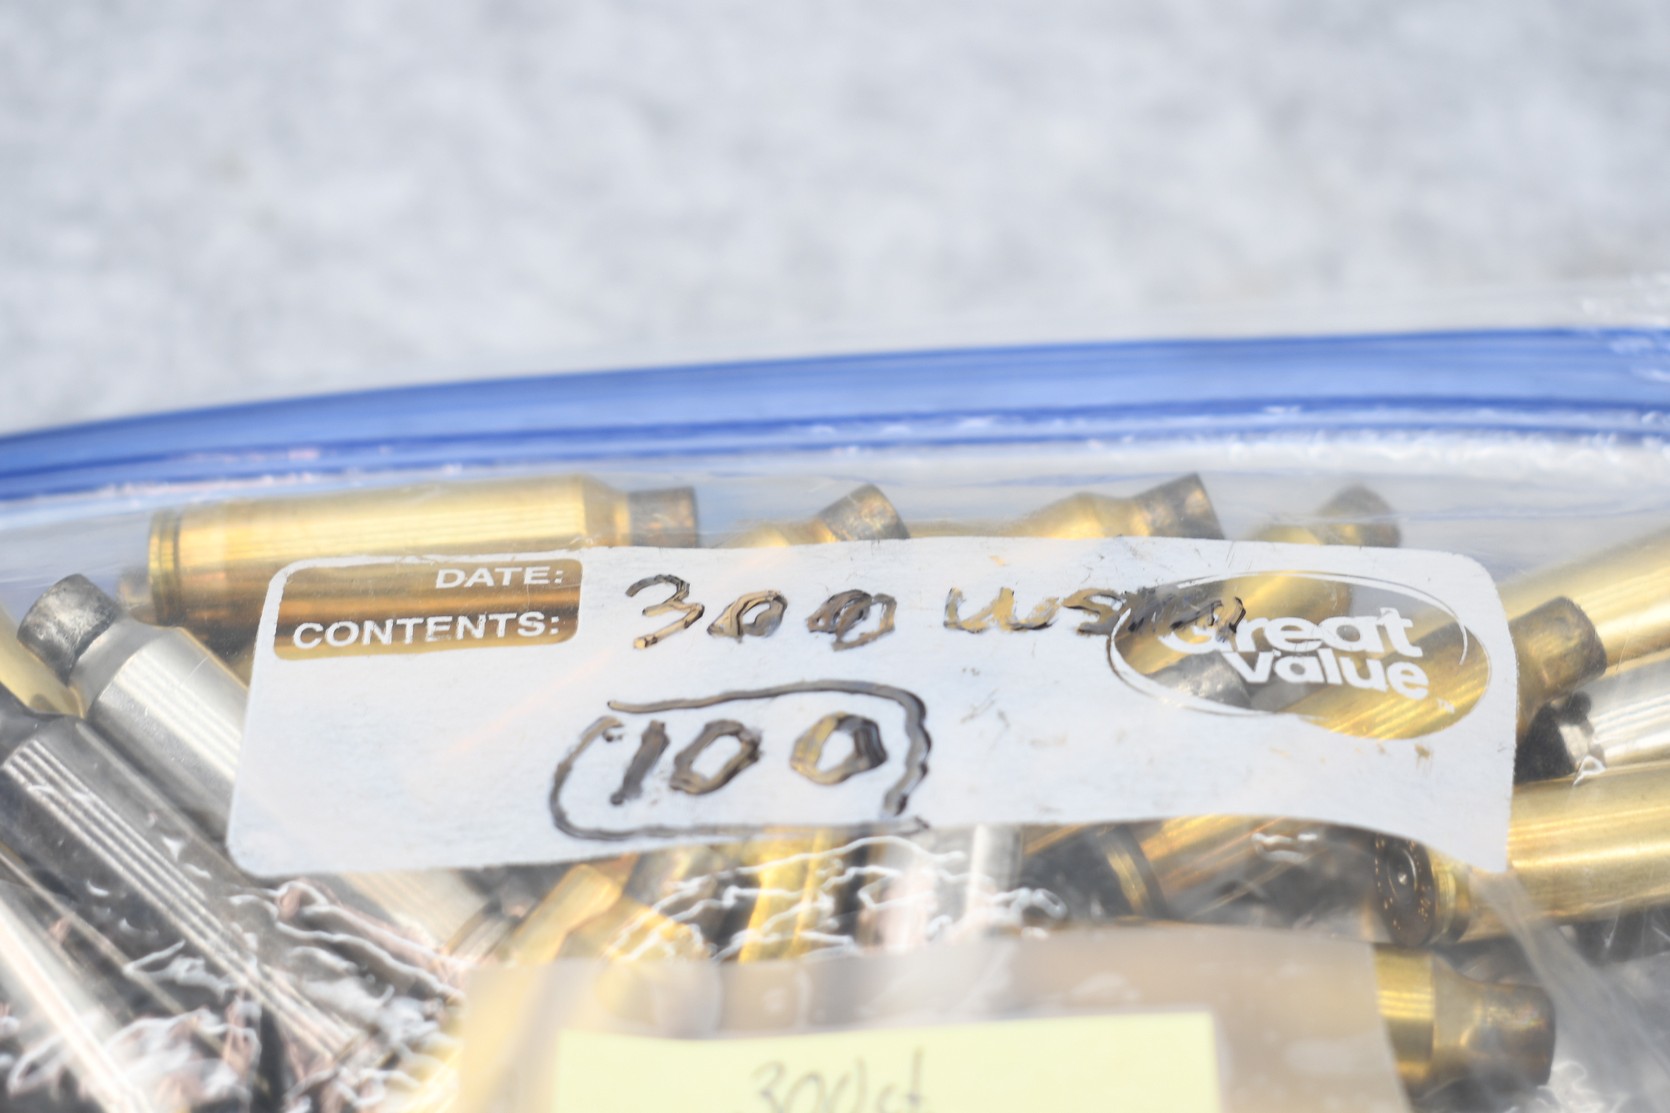 DATE:
CONTENTS:
300 WSM
Great Value
100